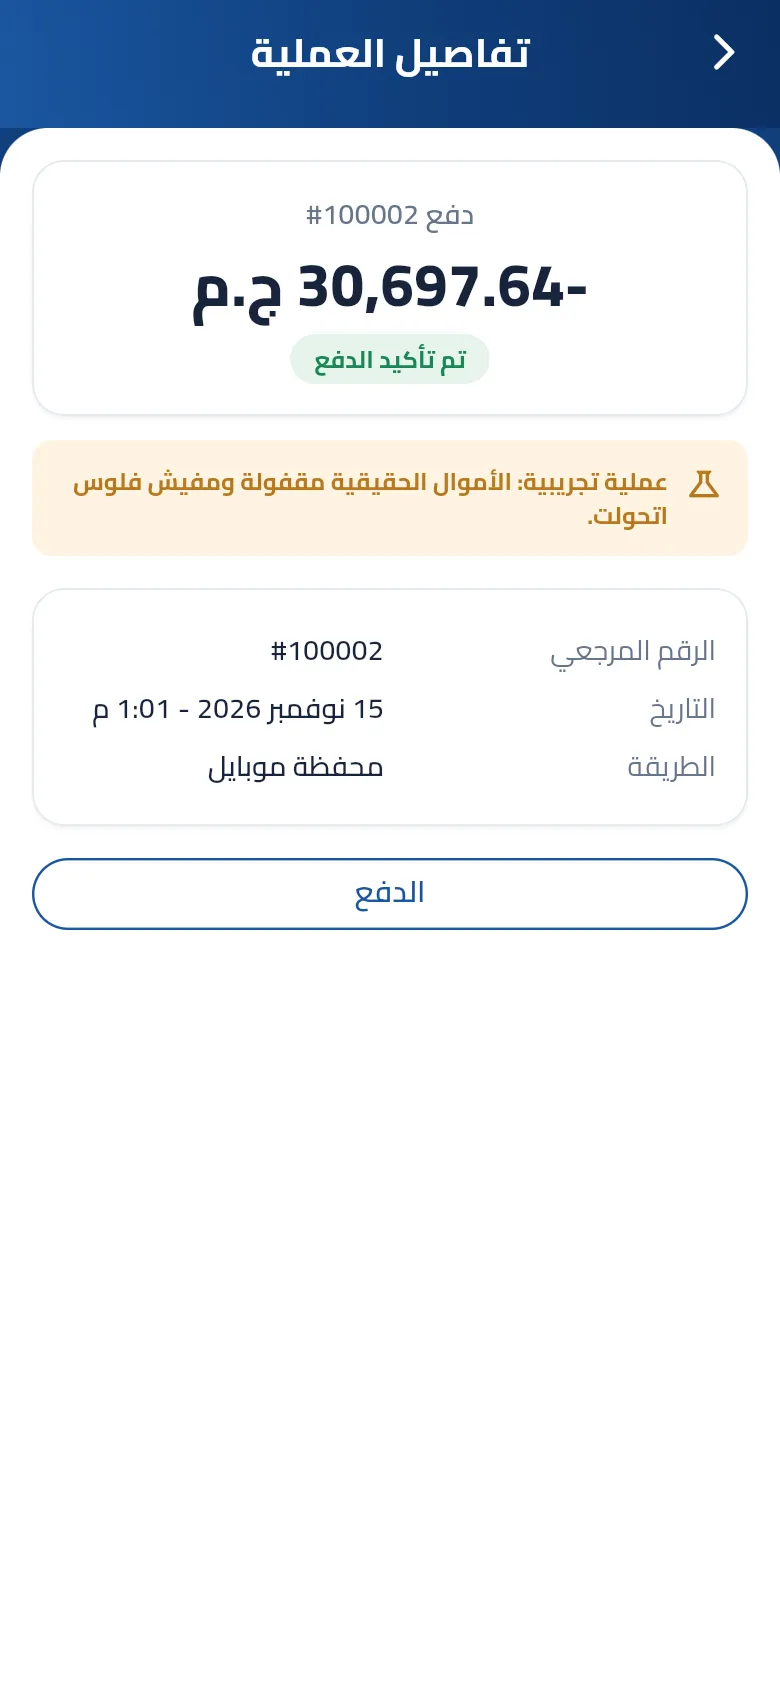 تفاصيل العملية
دفع 100002#
-30,697.64 ج.م
تم تأكيد الدفع
عملية تجريبية: الأموال الحقيقية مقفولة ومفيش فلوس
اتحولت.
الرقم المرجعي
#100002
التاريخ
15 نوفمبر 2026 - 1:01 م
الطريقة
محفظة موبايل
الدفع